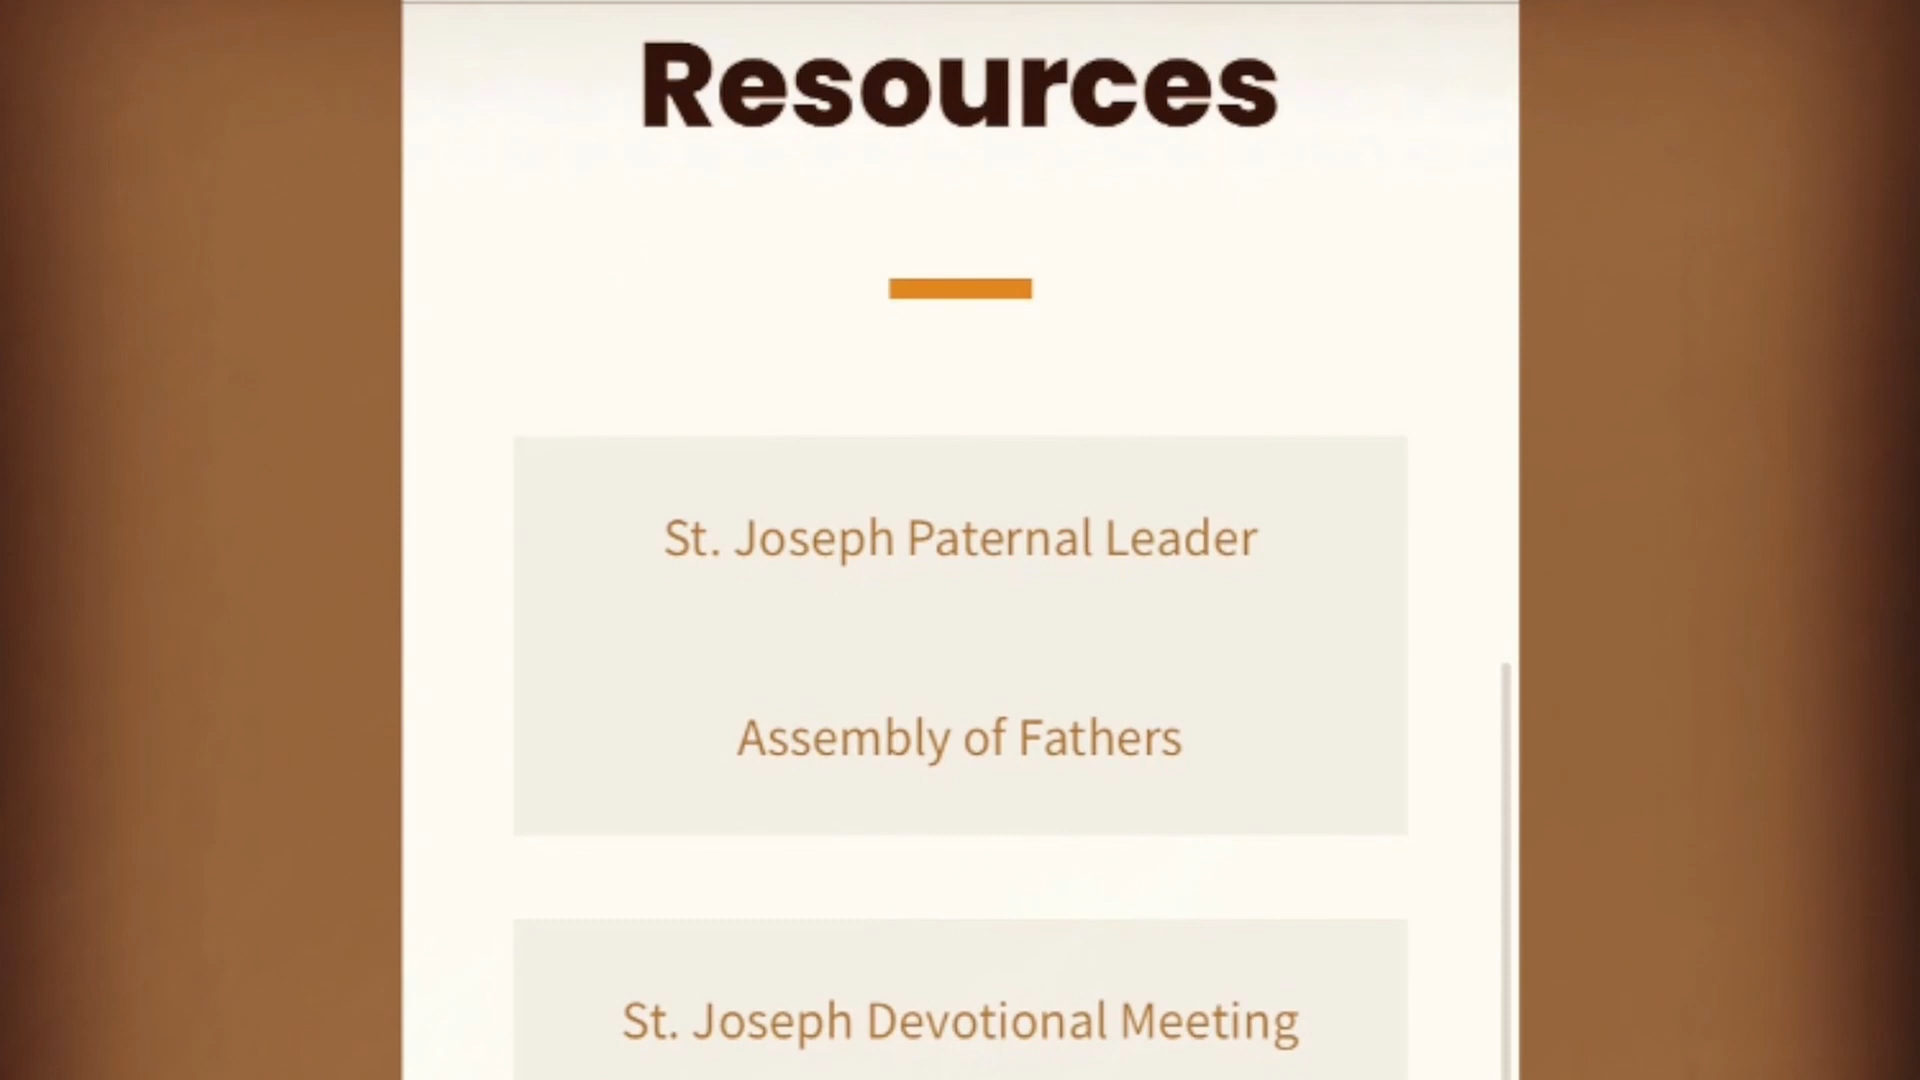 Resources
St. Joseph Paternal Leader
Assembly of Fathers
St. Joseph Devotional Meeting